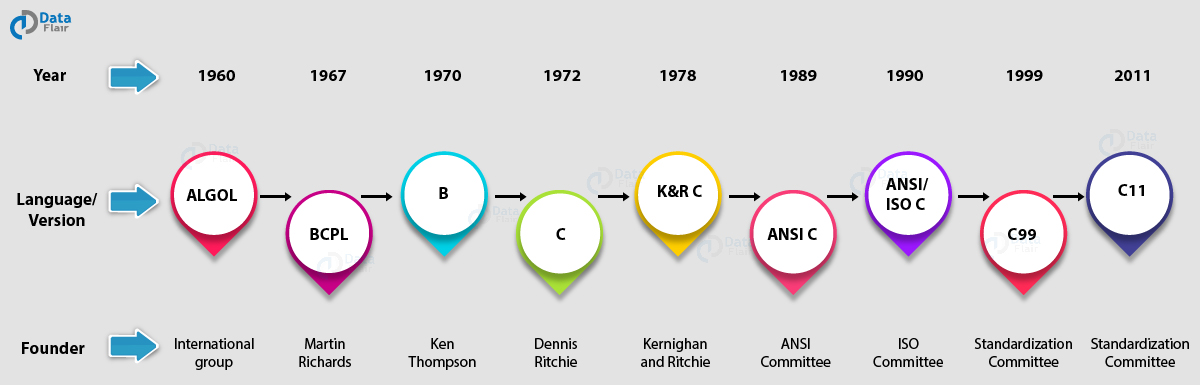 Data
Flair
Year 1960 1967 1970 1972 1978 1989 1990 1999 2011
Language/
Version
ALGOL
BCPL
B
C
K&R C
ANSI C
ANSI/
ISO C
C99
C11
Founder
International
group
Martin
Richards
Ken
Thompson
Dennis
Ritchie
Kernighan
and Ritchie
ANSI
Committee
ISO
Committee
Standardization
Committee
Standardization
Committee